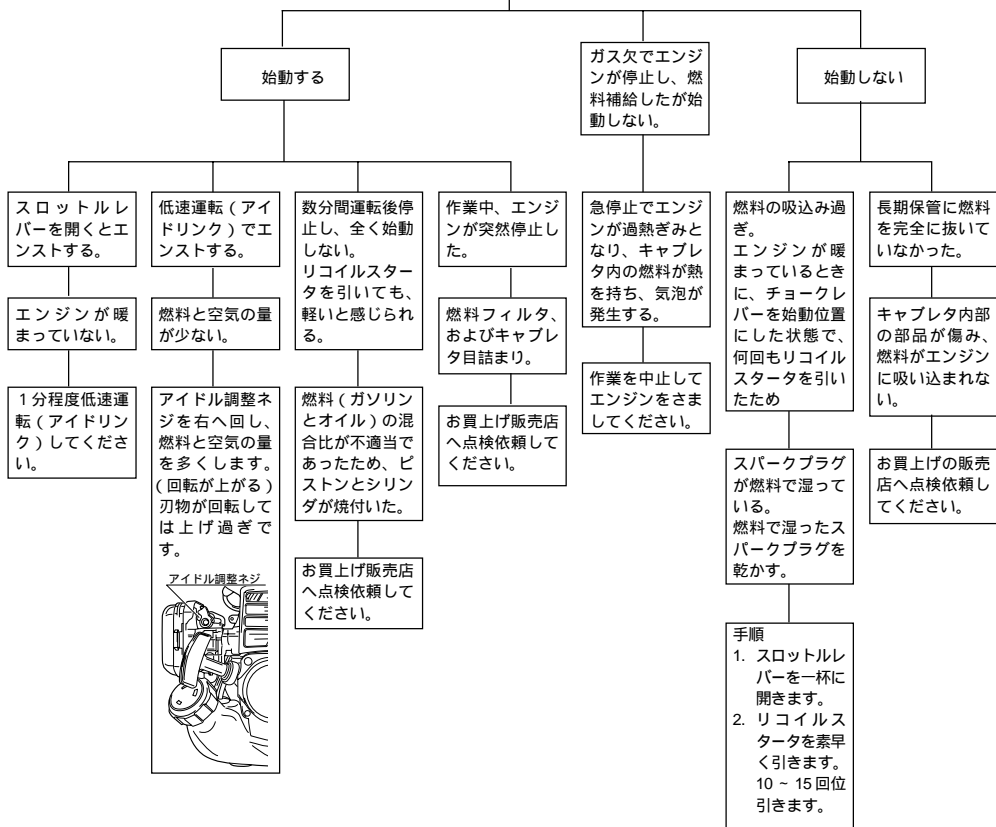 始動する
ガス欠でエンジ
ンが停止し、燃
料補給したが始
動しない。
始動しない
スロットルレ
バーを開くとエ
ンストする。
エンジンが暖
まっていない。
1分程度低速運
転(アイドリン
ク)してくださ
い。
低速運転(アイ
ドリンク)でエ
ンストする。
燃料と空気の量
が少ない。
アイドル調整ネ
ジを右へ回し、
燃料と空気の量
を多くします。
(回転が上がる)
刃物が回転して
は上げ過ぎで
す。
アイドル調整ネジ
数分間運転後停
止し、全く始動
しない。
リコイルスター
タを引いても、
軽いと感じられ
る。
燃料(ガソリン
とオイル)の混
合比が不適当で
あったため、ピ
ストンとシリン
ダが焼付いた。
お買上げ販売店
へ点検依頼して
ください。
作業中、エンジ
ンが突然停止し
た。
燃料フィルタ、
およびキャブレ
タ目詰まり。
お買上げ販売店
へ点検依頼して
ください。
急停止でエンジ
ンが過熱ぎみと
なり、キャブレ
タ内の燃料が熱
を持ち、気泡が
発生する。
作業を中止して
エンジンをさま
してください。
燃料の吸込み過
ぎ。
エンジンが暖
まっているとき
に、チョークレ
バーを始動位置
にした状態で、
何回もリコイル
スタータを引い
たため
スパークプラグ
が燃料で湿って
いる。
燃料で湿ったス
パークプラグを
乾かす。
手順
1. スロットルレ
バーを一杯に
開きます。
2. リコイルス
タータを素早
く引きます。
10 ~ 15回位
引きます。
長期保管に燃料
を完全に抜いて
いなかった。
キャブレタ内部
の部品が傷み、
燃料がエンジン
に吸い込まれな
い。
お買上げの販売
店へ点検依頼し
てください。